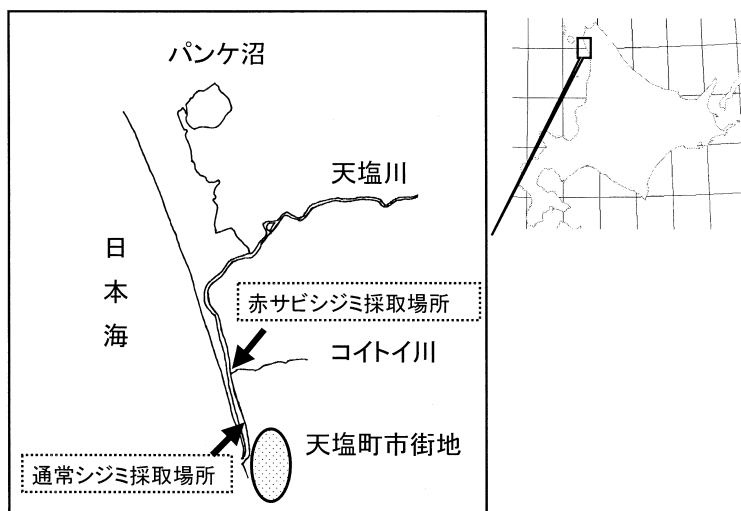 パンケ沼
天塩川
日本海
赤サビシジミ採取場所
コイトイ川
天塩町市街地
通常シジミ採取場所